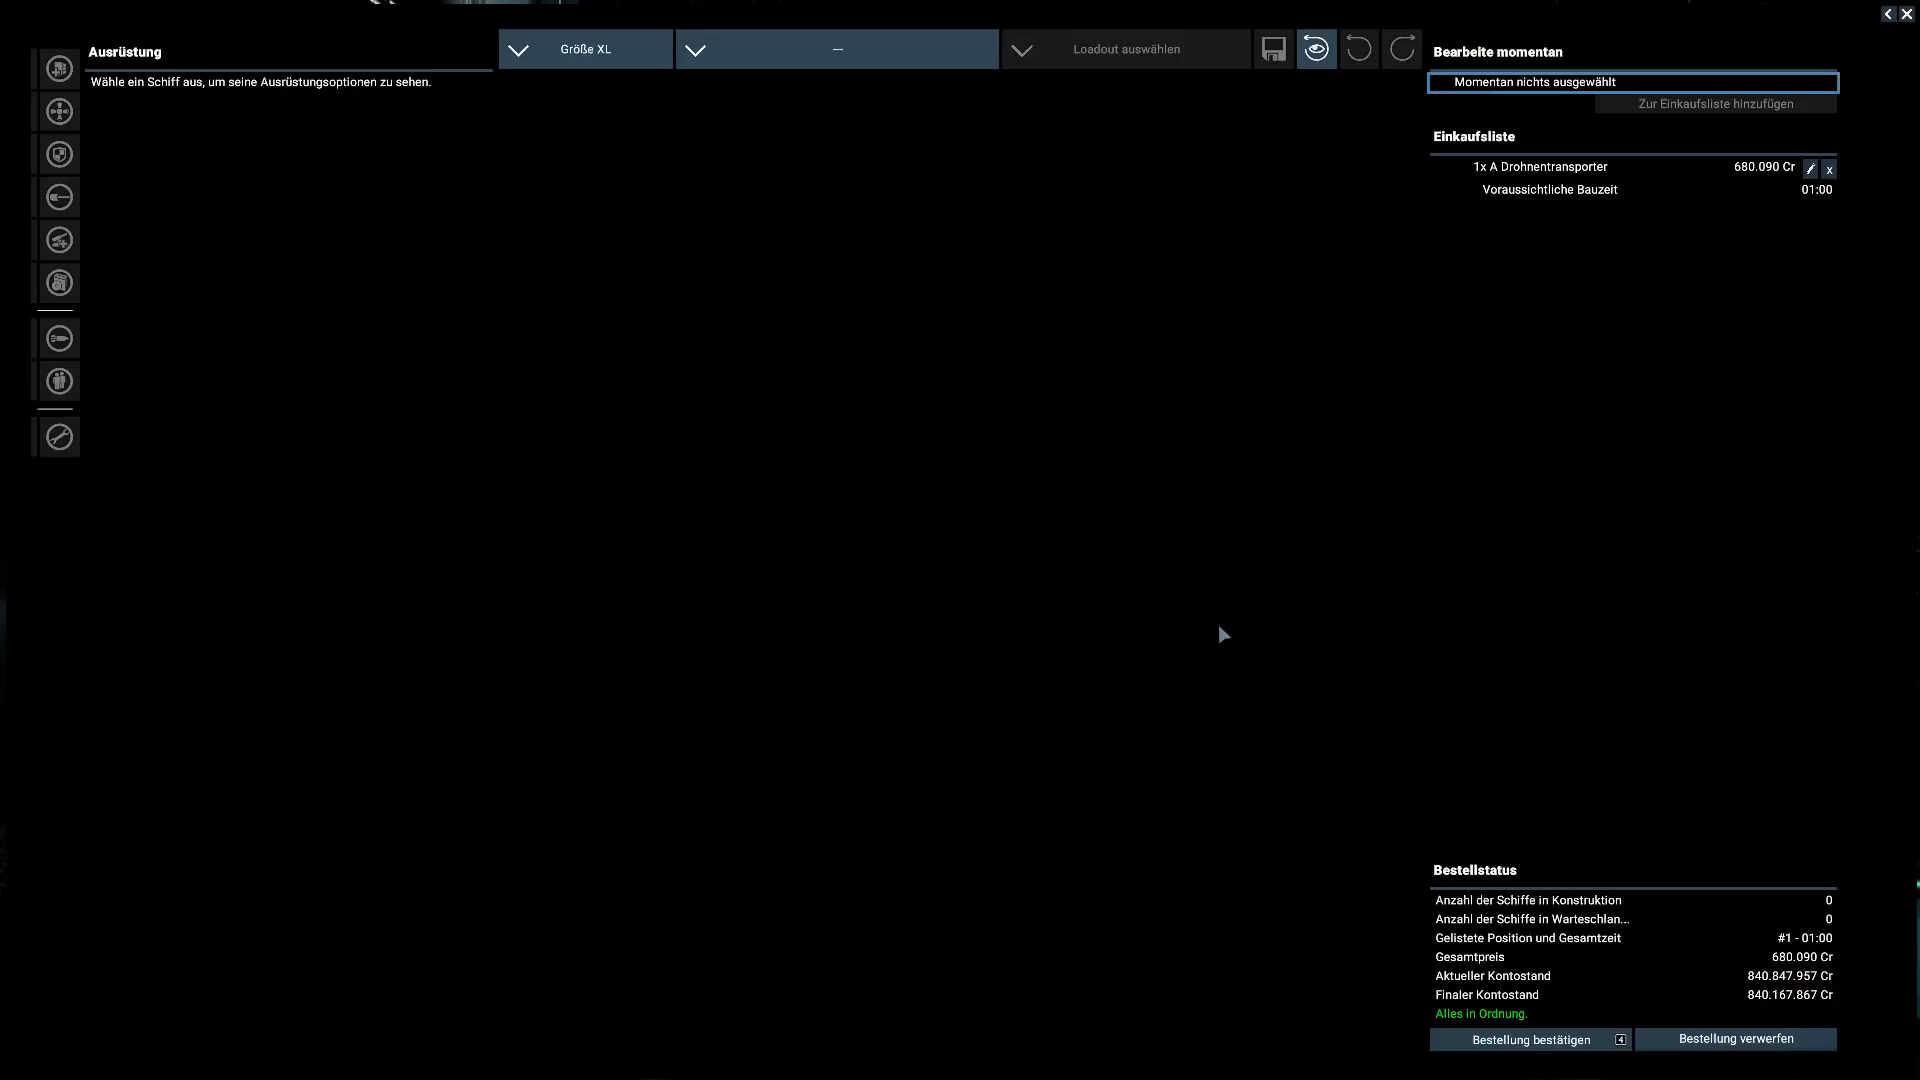 Ausrüstung
Wähle ein Schiff aus, um seine Ausrüstungsoptionen zu sehen.
Größe XL
---
Loadout auswählen
Bearbeite momentan
Momentan nichts ausgewählt
Zur Einkaufsliste hinzufügen
Einkaufsliste
1x A Drohnentransporter 680.090 Cr x
Voraussichtliche Bauzeit 01:00
Bestellstatus
Anzahl der Schiffe in Konstruktion 0
Anzahl der Schiffe in Warteschlan... 0
Gelistete Position und Gesamtzeit #1 - 01:00
Gesamtpreis 680.090 Cr
Aktueller Kontostand 840.847.957 Cr
Finaler Kontostand 840.167.867 Cr
Alles in Ordnung.
Bestellung bestätigen 4 Bestellung verwerfen